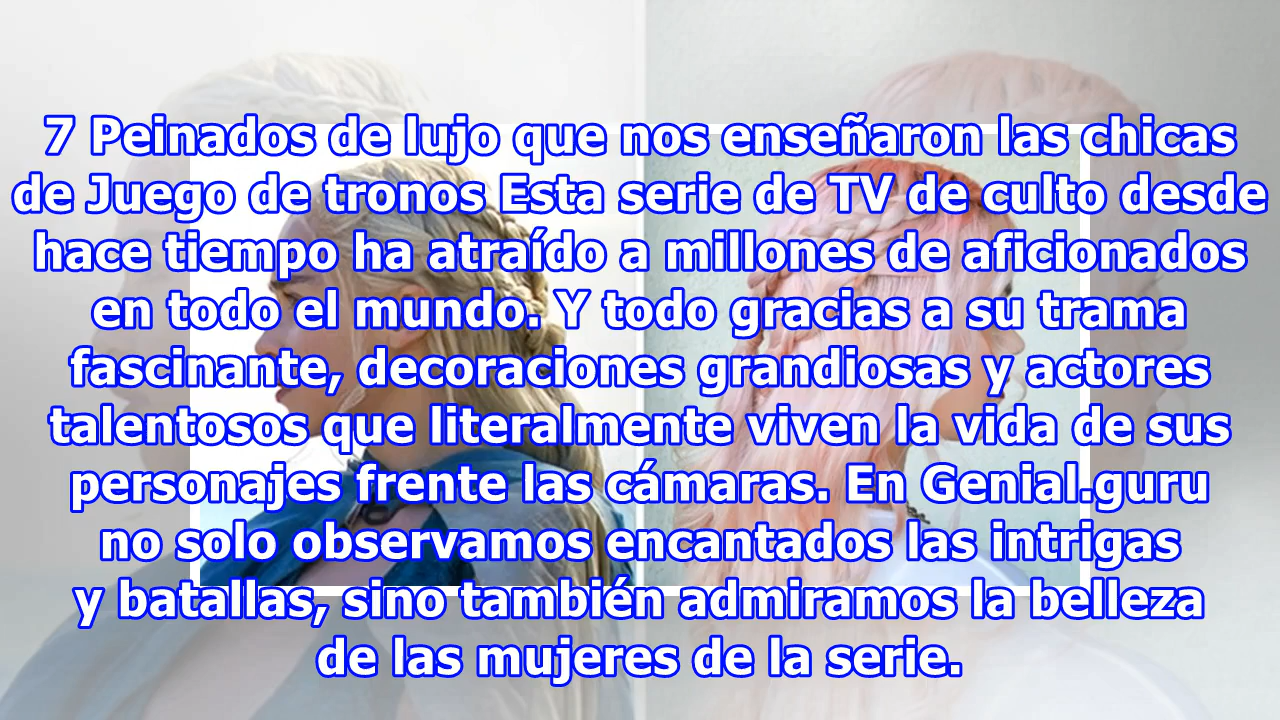 7 Peinados de lujo que nos enseñaron las chicas
de Juego de tronos Esta serie de TV de culto desde
hace tiempo ha atraído a millones de aficionados
en todo el mundo. Y todo gracias a su trama
fascinante, decoraciones grandiosas y actores
talentosos que literalmente viven la vida de sus
personajes frente las cámaras. En Genial.guru
no solo observamos encantados las intrigas
y batallas, sino también admiramos la belleza
de las mujeres de la serie.